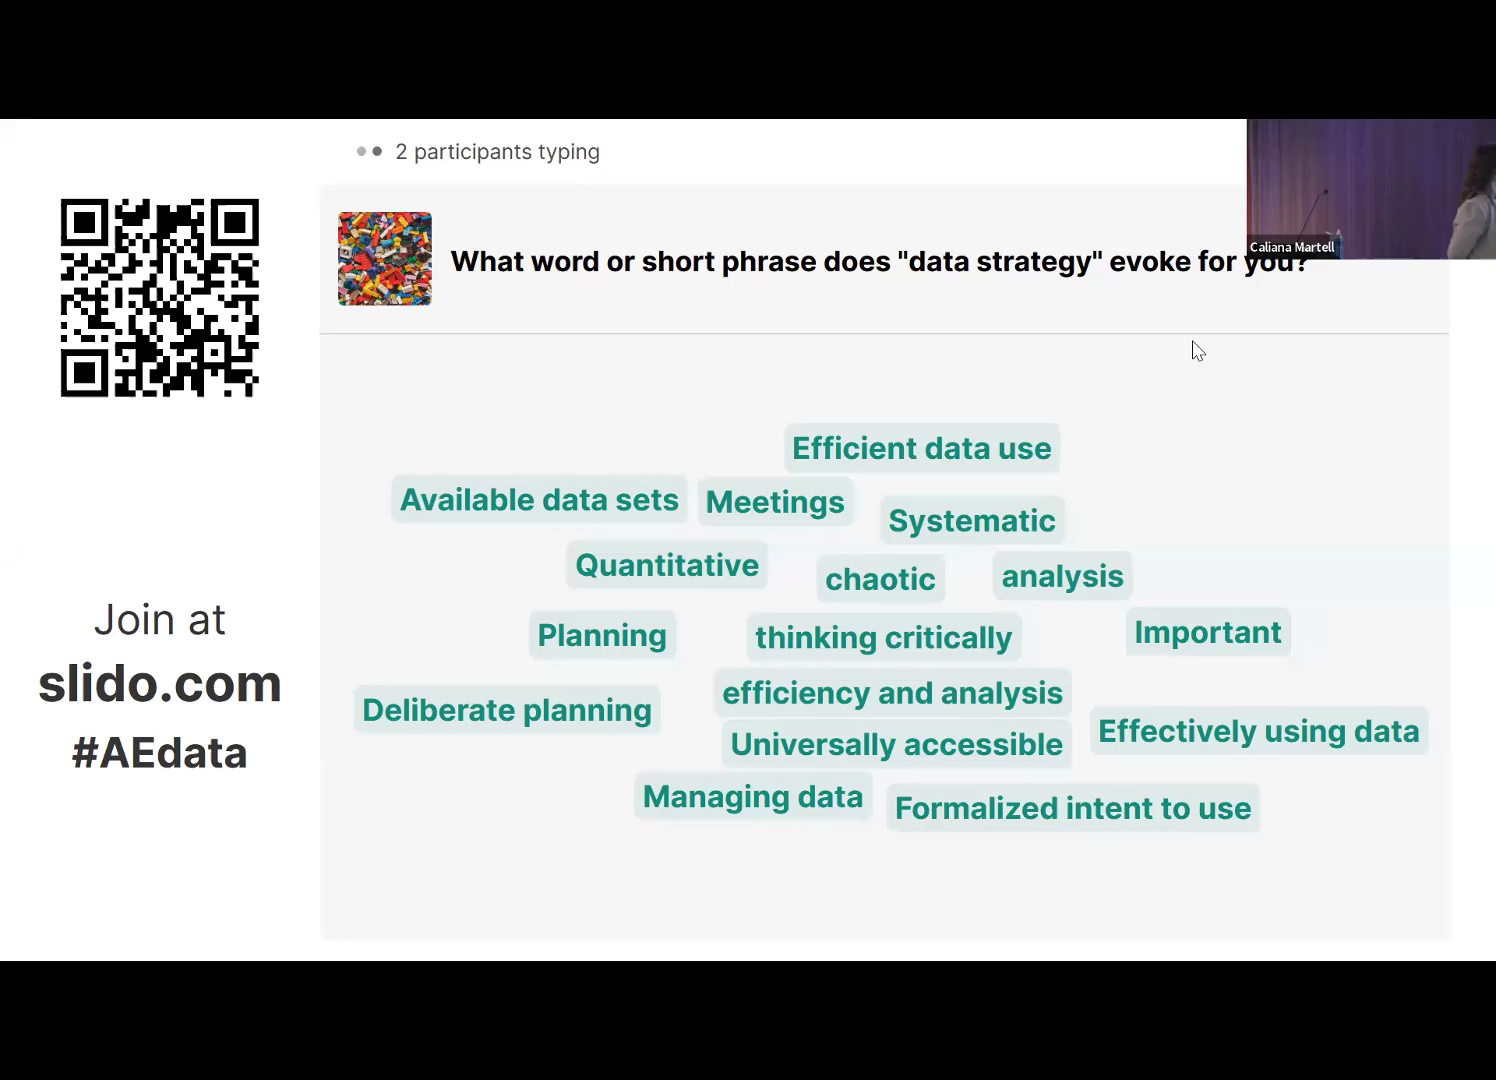 2 participants typing
Caliana Martell
What word or short phrase does "data strategy" evoke for you?
Efficient data use
Available data sets
Meetings
Systematic
Quantitative
chaotic
analysis
Planning
thinking critically
Important
Deliberate planning
efficiency and analysis
Effectively using data
Universally accessible
Managing data
Formalized intent to use
Join at
slido.com
#AEdata